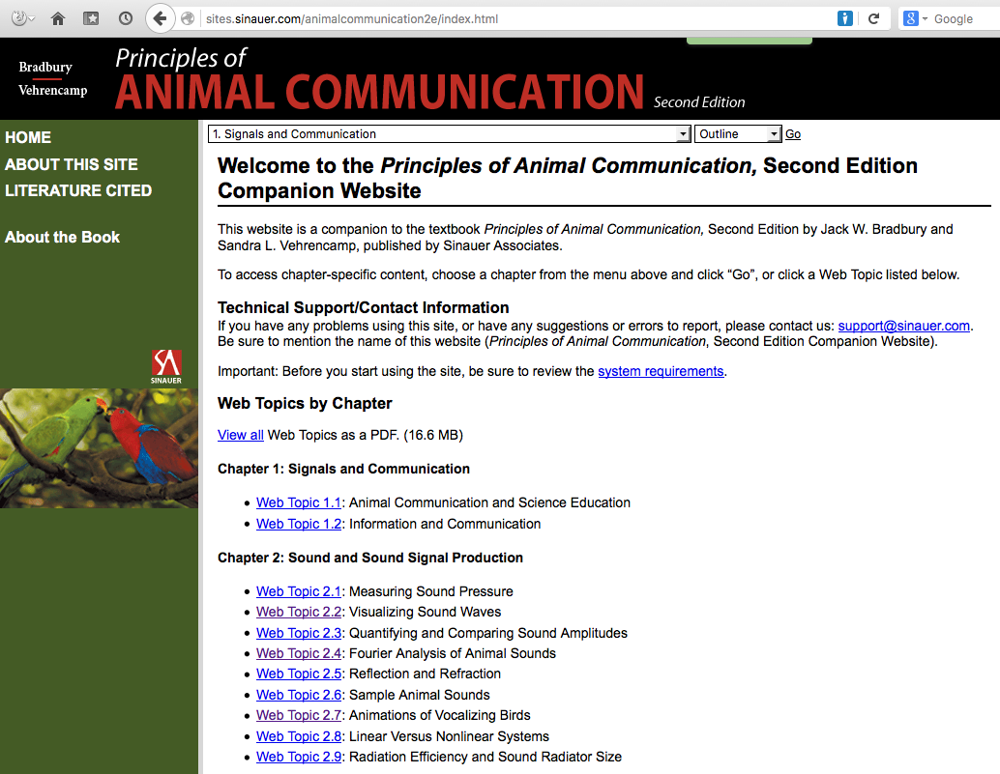 sites.sinauer.com/animalcommunication2e/index.html
Google
Bradbury
Vehrencamp
Principles of
ANIMAL COMMUNICATION
Second Edition
HOME
ABOUT THIS SITE
LITERATURE CITED
About the Book
SINAUER
1. Signals and Communication
Outline
Go
Welcome to the Principles of Animal Communication, Second Edition
Companion Website
This website is a companion to the textbook Principles of Animal Communication, Second Edition by Jack W. Bradbury and
Sandra L. Vehrencamp, published by Sinauer Associates.
To access chapter-specific content, choose a chapter from the menu above and click “Go”, or click a Web Topic listed below.
Technical Support/Contact Information
If you have any problems using this site, or have any suggestions or errors to report, please contact us: support@sinauer.com.
Be sure to mention the name of this website (Principles of Animal Communication, Second Edition Companion Website).
Important: Before you start using the site, be sure to review the system requirements.
Web Topics by Chapter
View all Web Topics as a PDF. (16.6 MB)
Chapter 1: Signals and Communication
• Web Topic 1.1: Animal Communication and Science Education
• Web Topic 1.2: Information and Communication
Chapter 2: Sound and Sound Signal Production
• Web Topic 2.1: Measuring Sound Pressure
• Web Topic 2.2: Visualizing Sound Waves
• Web Topic 2.3: Quantifying and Comparing Sound Amplitudes
• Web Topic 2.4: Fourier Analysis of Animal Sounds
• Web Topic 2.5: Reflection and Refraction
• Web Topic 2.6: Sample Animal Sounds
• Web Topic 2.7: Animations of Vocalizing Birds
• Web Topic 2.8: Linear Versus Nonlinear Systems
• Web Topic 2.9: Radiation Efficiency and Sound Radiator Size